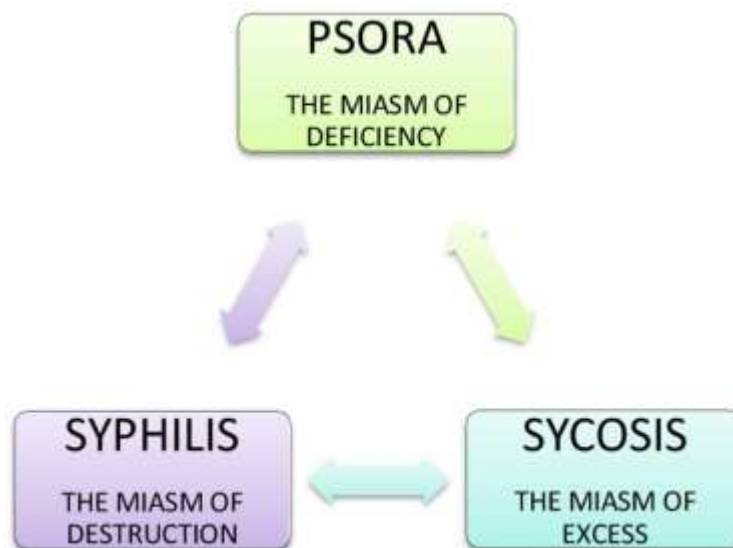 PSORA
THE MIASM OF
DEFICIENCY
SYPHILIS
THE MIASM OF
DESTRUCTION
SYCOSIS
THE MIASM OF
EXCESS